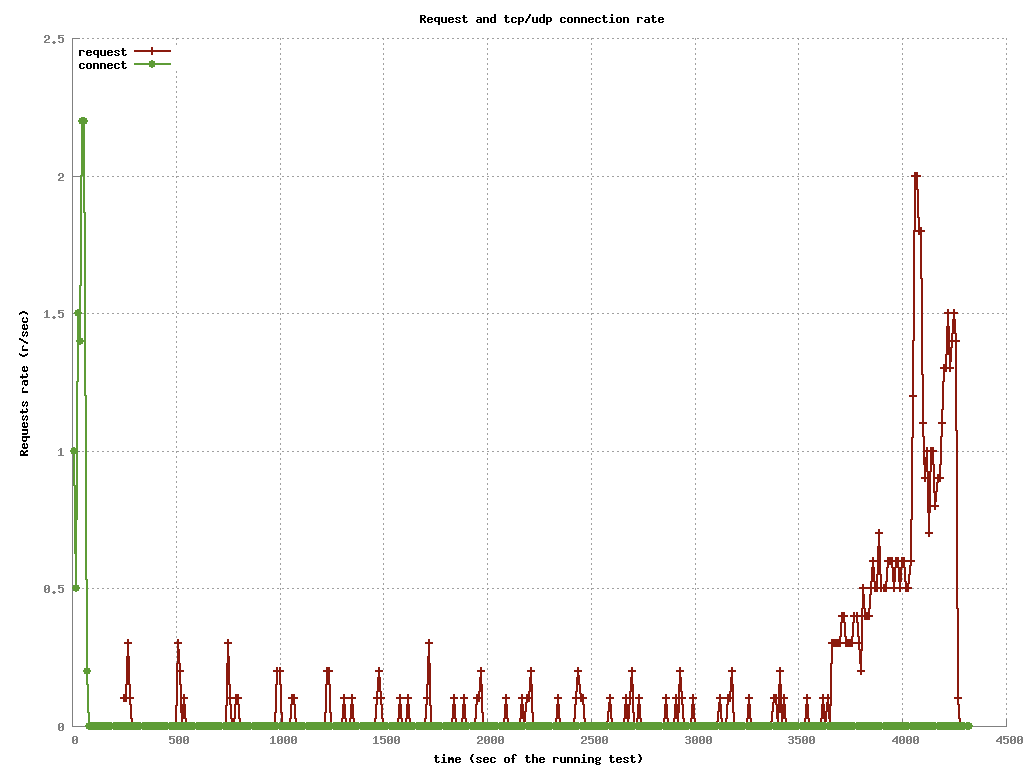 Request and tcp/udp connection rate
2.5
request
connect
2
1.5
1
0.5
0
Requests rate (r/sec)
0 500 1000 1500 2000 2500 3000 3500 4000 4500
time (sec of the running test)